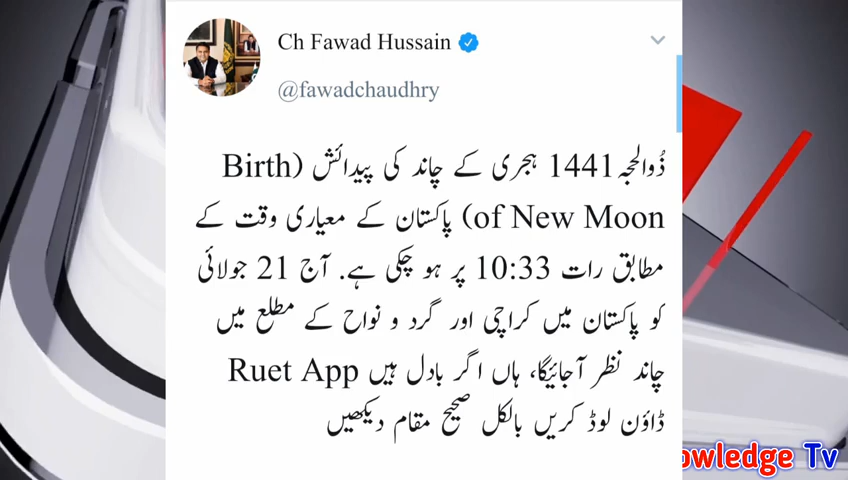 Ch Fawad Hussain
@fawadchaudhry
ذُوالحجہ 1441 ہجری کے چاند کی پیدائش (Birth
of New Moon) پاکستان کے معیاری وقت کے
مطابق رات 10:33 پر ہو چکی ہے. آج 21 جولائی
کو پاکستان میں کراچی اور گرد و نواح کے مطلع میں
چاند نظر آجائیگا، ہاں اگر بادل ہیں Ruet App
ڈاؤن لوڈ کریں بالکل صحیح مقام دیکھیں
owledge Tv